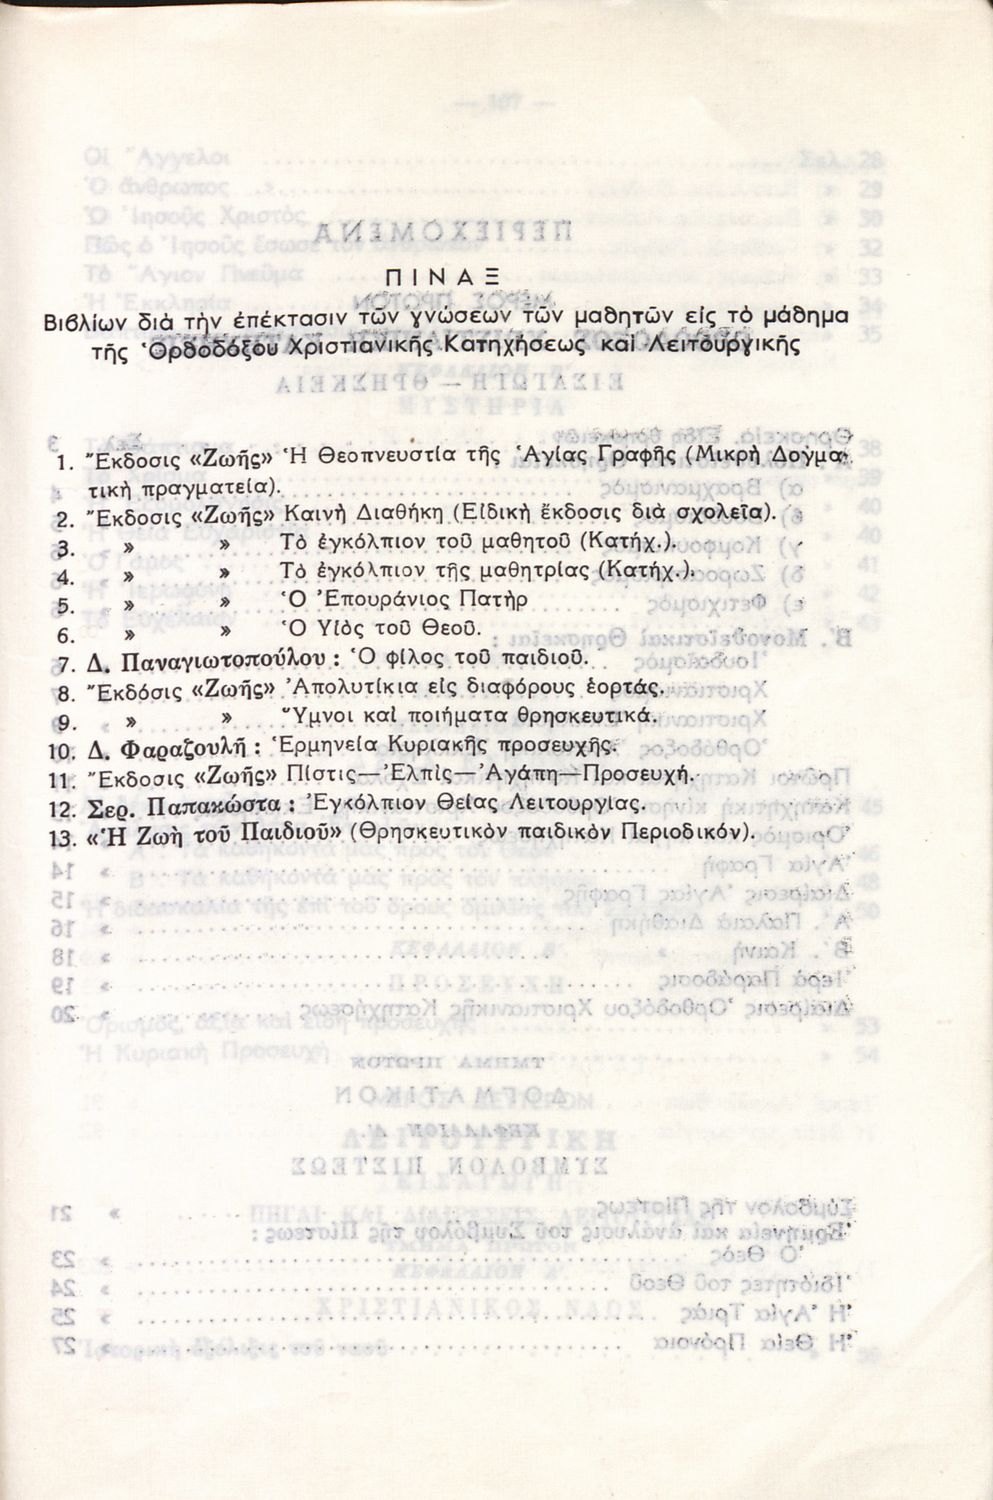 ΠΙΝΑΞ
Βιβλίων διὰ τὴν ἐπέκτασιν τῶν γνώσεων τῶν μαθητῶν εἰς τὸ μάθημα
τῆς Ὀρθοδόξου Χριστιανικῆς Κατηχήσεως καὶ Λειτουργικῆς
1. Ἔκδοσις «Ζωῆς» Ἡ Θεοπνευστία τῆς Ἁγίας Γραφῆς (Μικρὴ Δογμα-
τικὴ πραγματεία).
2. Ἔκδοσις «Ζωῆς» Καινὴ Διαθήκη (Εἰδικὴ ἔκδοσις διὰ σχολεῖα).
3. » » Τὸ ἐγκόλπιον τοῦ μαθητοῦ (Κατήχ.).
4. » » Τὸ ἐγκόλπιον τῆς μαθητρίας (Κατήχ.).
5. » » Ὁ Ἐπουράνιος Πατὴρ
6. » » Ὁ Υἱὸς τοῦ Θεοῦ.
7. Δ. Παναγιωτοπούλου : Ὁ φίλος τοῦ παιδιοῦ.
8. Ἔκδόσις «Ζωῆς» Ἀπολυτίκια εἰς διαφόρους ἑορτάς.
9. » » Ὕμνοι καὶ ποιήματα θρησκευτικά.
10. Δ. Φαραζουλῆ : Ἑρμηνεία Κυριακῆς προσευχῆς.
11. Ἔκδοσις «Ζωῆς» Πίστις—Ἐλπὶς—Ἀγάπη—Προσευχή.
12. Σερ. Παπακώστα : Ἐγκόλπιον Θείας Λειτουργίας.
13. «Ἡ Ζωὴ τοῦ Παιδιοῦ» (Θρησκευτικὸν παιδικὸν Περιοδικόν).